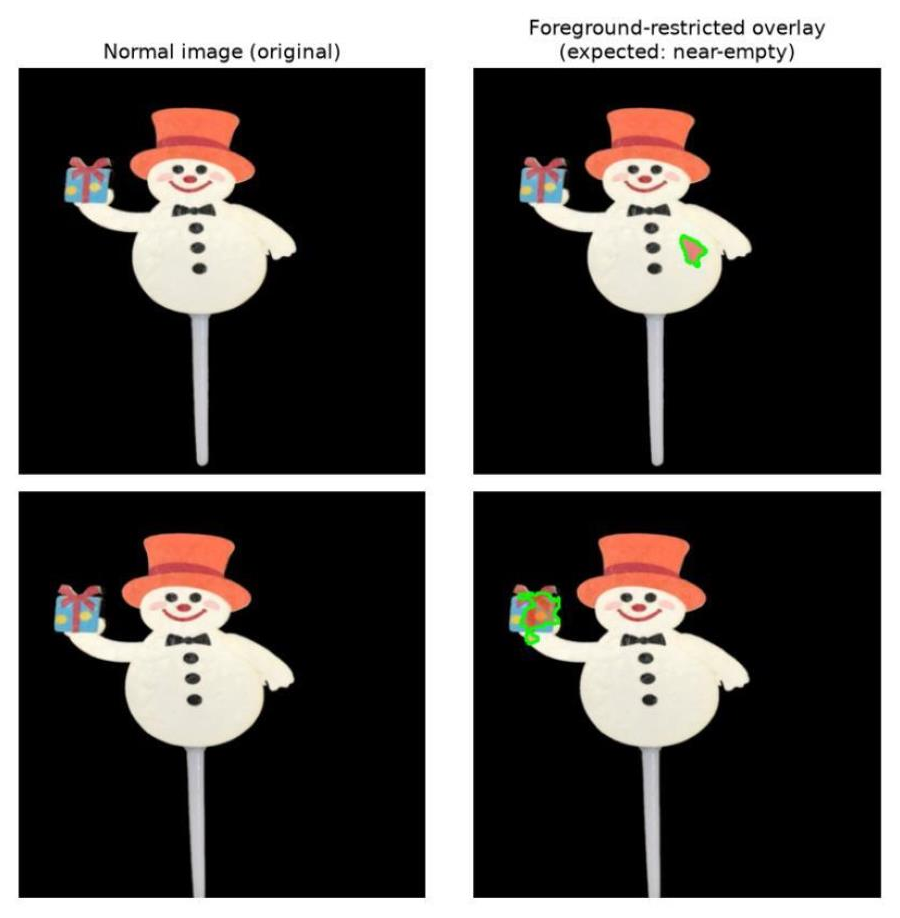 Normal image (original)
Foreground-restricted overlay
(expected: near-empty)